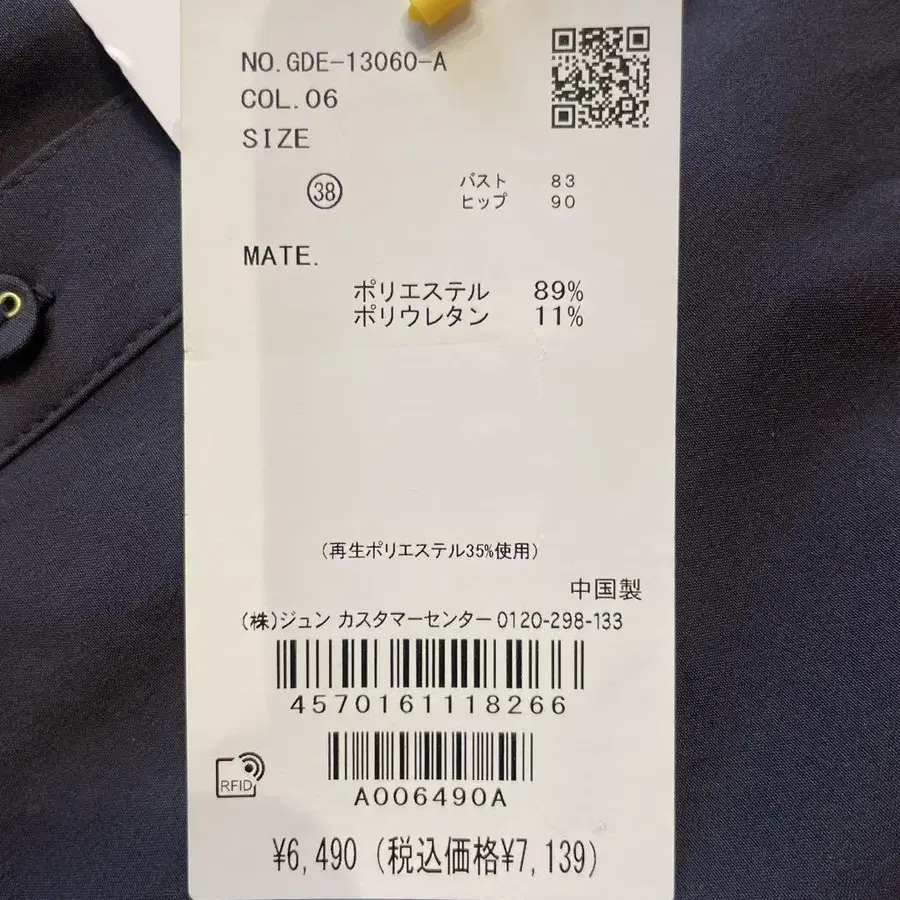 NO.GDE-13060-A
COL.06
SIZE
㊳ バスト 83
ヒップ 90
MATE.
ポリエステル 89%
ポリウレタン 11%
(再生ポリエステル35%使用)
中国製
(株)ジュン カスタマーセンター 0120-298-133
4570161118266
RFID
A006490A
¥6,490 (税込価格¥7,139)